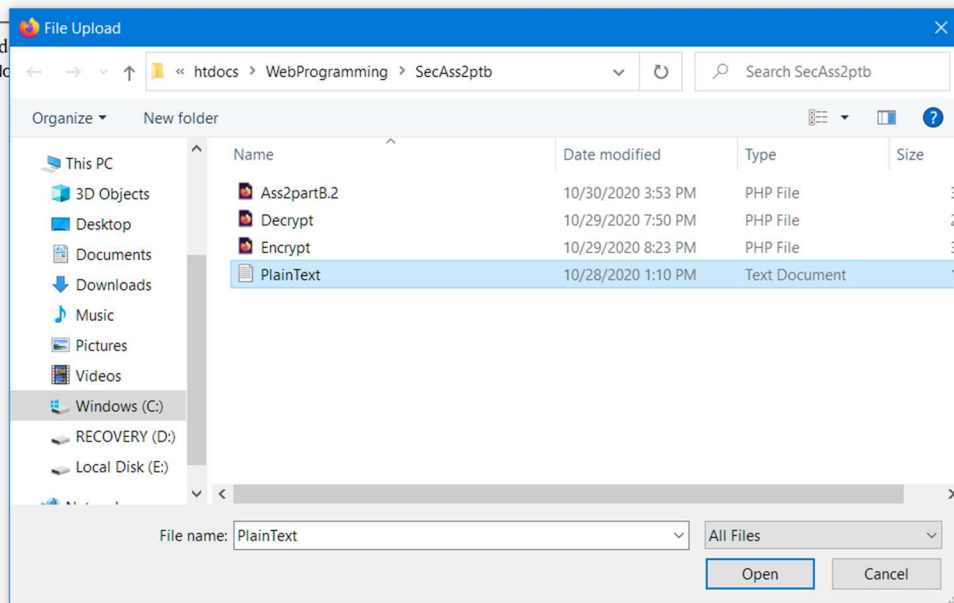 File Upload
« htdocs > WebProgramming > SecAss2ptb
Search SecAss2ptb
Organize
New folder
?
Name
Date modified
Type
Size
This PC
3D Objects
Desktop
Documents
Downloads
Music
Pictures
Videos
Windows (C:)
RECOVERY (D:)
Local Disk (E:)
Ass2partB.2 10/30/2020 3:53 PM PHP File
Decrypt 10/29/2020 7:50 PM PHP File
Encrypt 10/29/2020 8:23 PM PHP File
PlainText 10/28/2020 1:10 PM Text Document
File name: PlainText
All Files
Open
Cancel